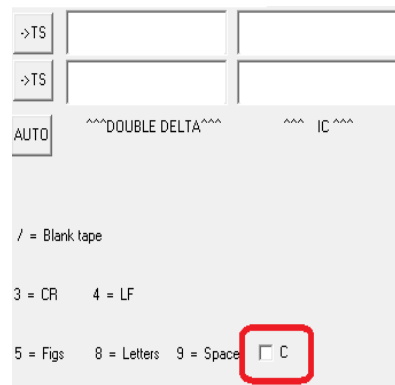 ->TS
->TS
AUTO ^^^DOUBLE DELTA^^^ ^^^ IC ^^^
/ = Blank tape
3 = CR 4 = LF
5 = Figs 8 = Letters 9 = Space C